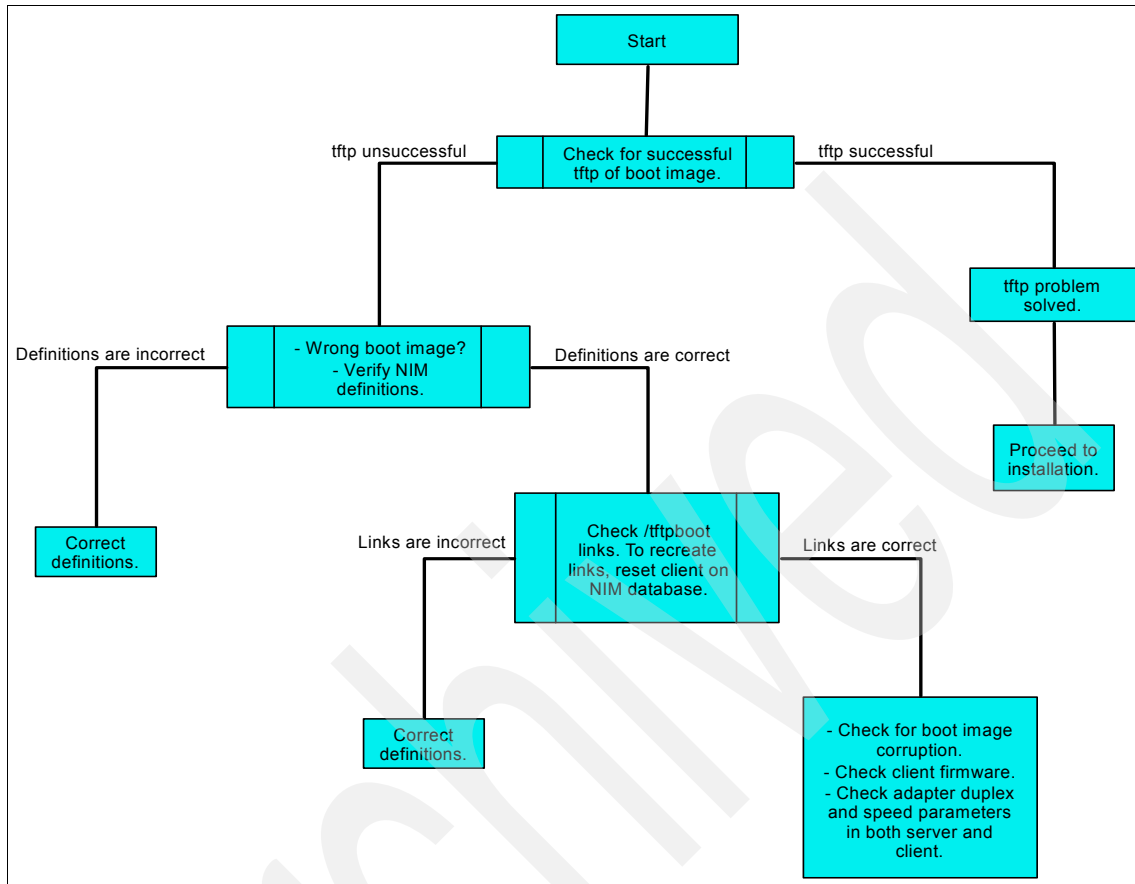 Start
tftp unsuccessful
Check for successful
tftp of boot image.
tftp successful
tftp problem
solved.
Definitions are incorrect
- Wrong boot image?
- Verify NIM
definitions.
Definitions are correct
Proceed to
installation.
Correct
definitions.
Links are incorrect
Check /tftpboot
links. To recreate
links, reset client on
NIM database.
Links are correct
Correct
definitions.
- Check for boot image
corruption.
- Check client firmware.
- Check adapter duplex
and speed parameters
in both server and
client.